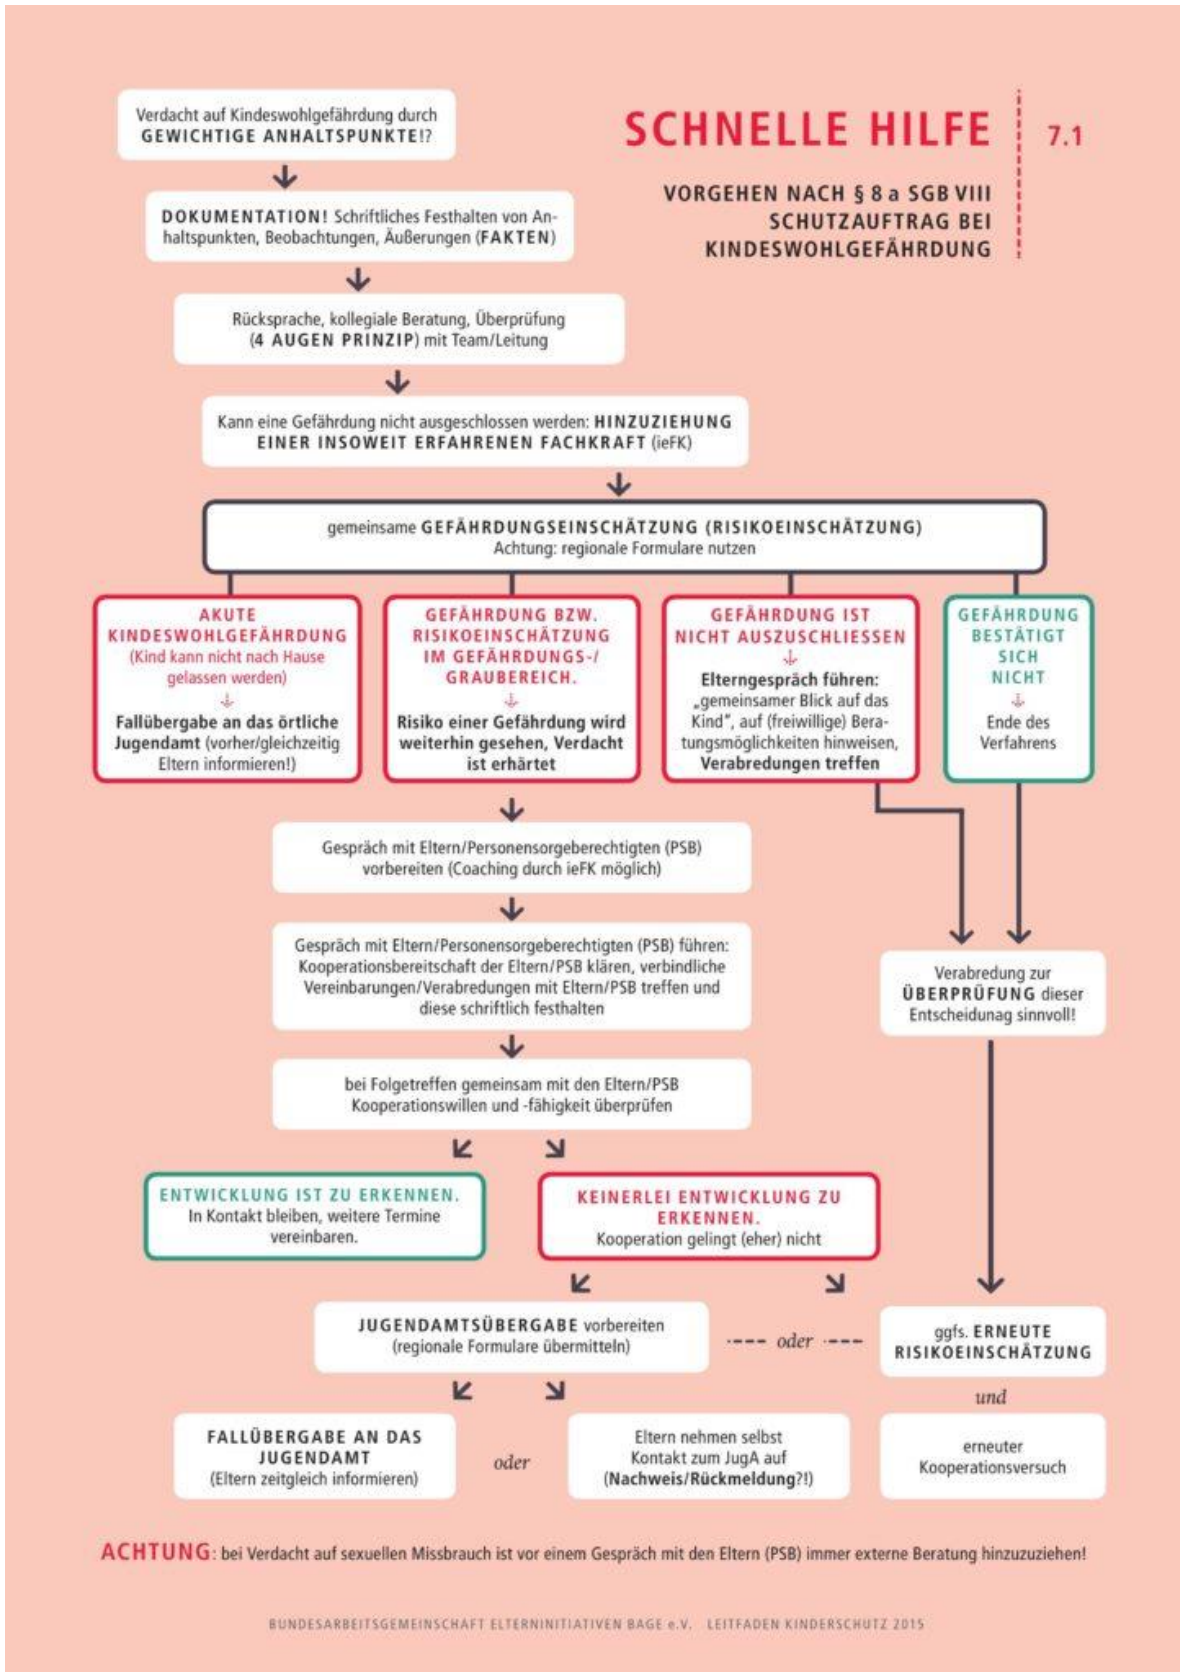 Verdacht auf Kindeswohlgefährdung durch
GEWICHTIGE ANHALTSPUNKTE!?
SCHNELLE HILFE
7.1
VORGEHEN NACH § 8 a SGB VIII
SCHUTZAUFTRAG BEI
KINDESWOHLGEFÄHRDUNG
DOKUMENTATION! Schriftliches Festhalten von An-
haltspunkten, Beobachtungen, Äußerungen (FAKTEN)
Rücksprache, kollegiale Beratung, Überprüfung
(4 AUGEN PRINZIP) mit Team/Leitung
Kann eine Gefährdung nicht ausgeschlossen werden: HINZUZIEHUNG
EINER INSOWEIT ERFAHRENEN FACHKRAFT (ieFK)
gemeinsame GEFÄHRDUNGSEINSCHÄTZUNG (RISIKOEINSCHÄTZUNG)
Achtung: regionale Formulare nutzen
AKUTE
KINDESWOHLGEFÄHRDUNG
(Kind kann nicht nach Hause
gelassen werden)
Fallübergabe an das örtliche
Jugendamt (vorher/gleichzeitig
Eltern informieren!)
GEFÄHRDUNG BZW.
RISIKOEINSCHÄTZUNG
IM GEFÄHRDUNGS-/
GRAUBEREICH.
Risiko einer Gefährdung wird
weiterhin gesehen, Verdacht
ist erhärtet
GEFÄHRDUNG IST
NICHT AUSZUSCHLIESSEN
Elterngespräch führen:
„gemeinsamer Blick auf das
Kind“, auf (freiwillige) Bera-
tungsmöglichkeiten hinweisen,
Verabredungen treffen
GEFÄHRDUNG
BESTÄTIGT
SICH
NICHT
Ende des
Verfahrens
Gespräch mit Eltern/Personensorgeberechtigten (PSB)
vorbereiten (Coaching durch ieFK möglich)
Gespräch mit Eltern/Personensorgeberechtigten (PSB) führen:
Kooperationsbereitschaft der Eltern/PSB klären, verbindliche
Vereinbarungen/Verabredungen mit Eltern/PSB treffen und
diese schriftlich festhalten
Verabredung zur
ÜBERPRÜFUNG dieser
Entscheidunag sinnvoll!
bei Folgetreffen gemeinsam mit den Eltern/PSB
Kooperationswillen und -fähigkeit überprüfen
ENTWICKLUNG IST ZU ERKENNEN.
In Kontakt bleiben, weitere Termine
vereinbaren.
KEINERLEI ENTWICKLUNG ZU
ERKENNEN.
Kooperation gelingt (eher) nicht
JUGENDAMTSÜBERGABE vorbereiten
(regionale Formulare übermitteln)
oder
ggfs. ERNEUTE
RISIKOEINSCHÄTZUNG
und
FALLÜBERGABE AN DAS
JUGENDAMT
(Eltern zeitgleich informieren)
oder
Eltern nehmen selbst
Kontakt zum JugA auf
(Nachweis/Rückmeldung?!)
erneuter
Kooperationsversuch
ACHTUNG: bei Verdacht auf sexuellen Missbrauch ist vor einem Gespräch mit den Eltern (PSB) immer externe Beratung hinzuzuziehen!
BUNDESARBEITSGEMEINSCHAFT ELTERNINITIATIVEN BAGE e.V. LEITFADEN KINDERSCHUTZ 2015